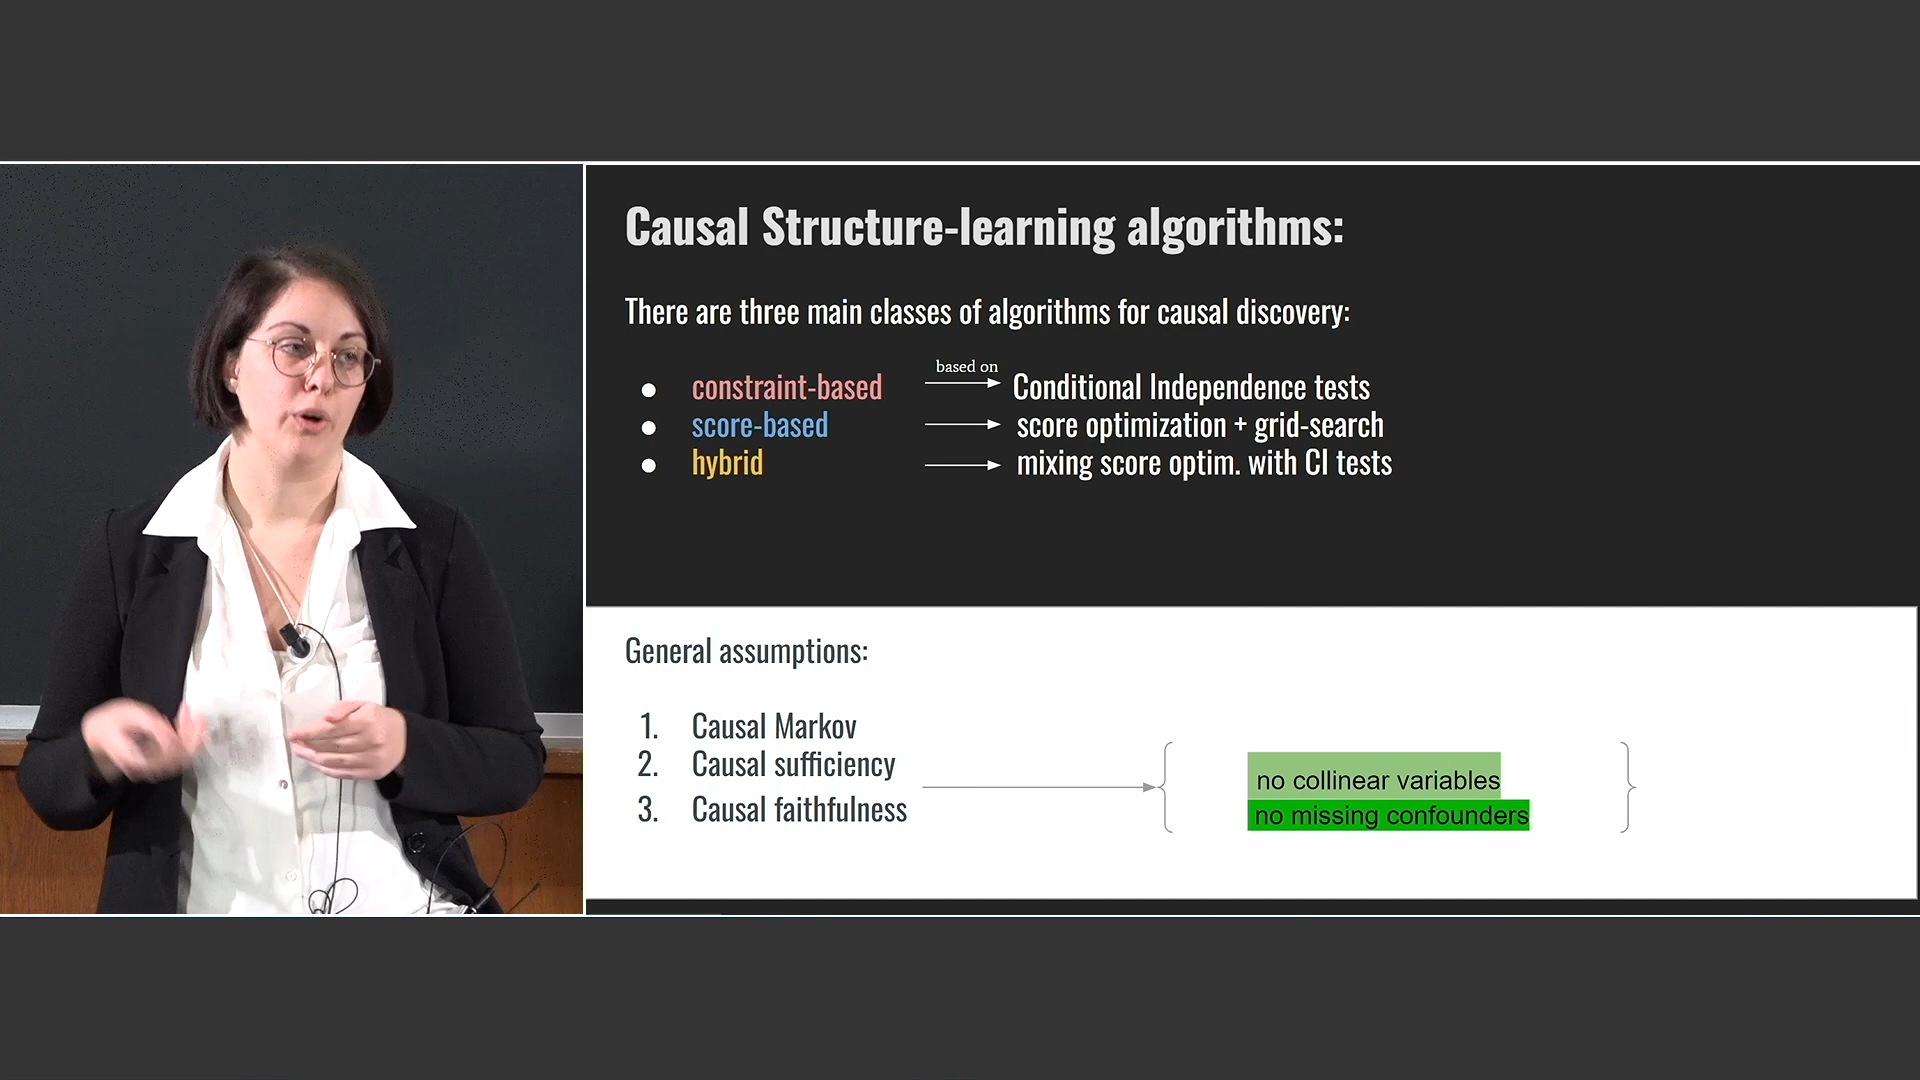 Causal Structure-learning algorithms:
There are three main classes of algorithms for causal discovery:
based on
● constraint-based Conditional Independence tests
● score-based score optimization + grid-search
● hybrid mixing score optim. with CI tests
General assumptions:
1. Causal Markov
2. Causal sufficiency
3. Causal faithfulness
no collinear variables
no missing confounders